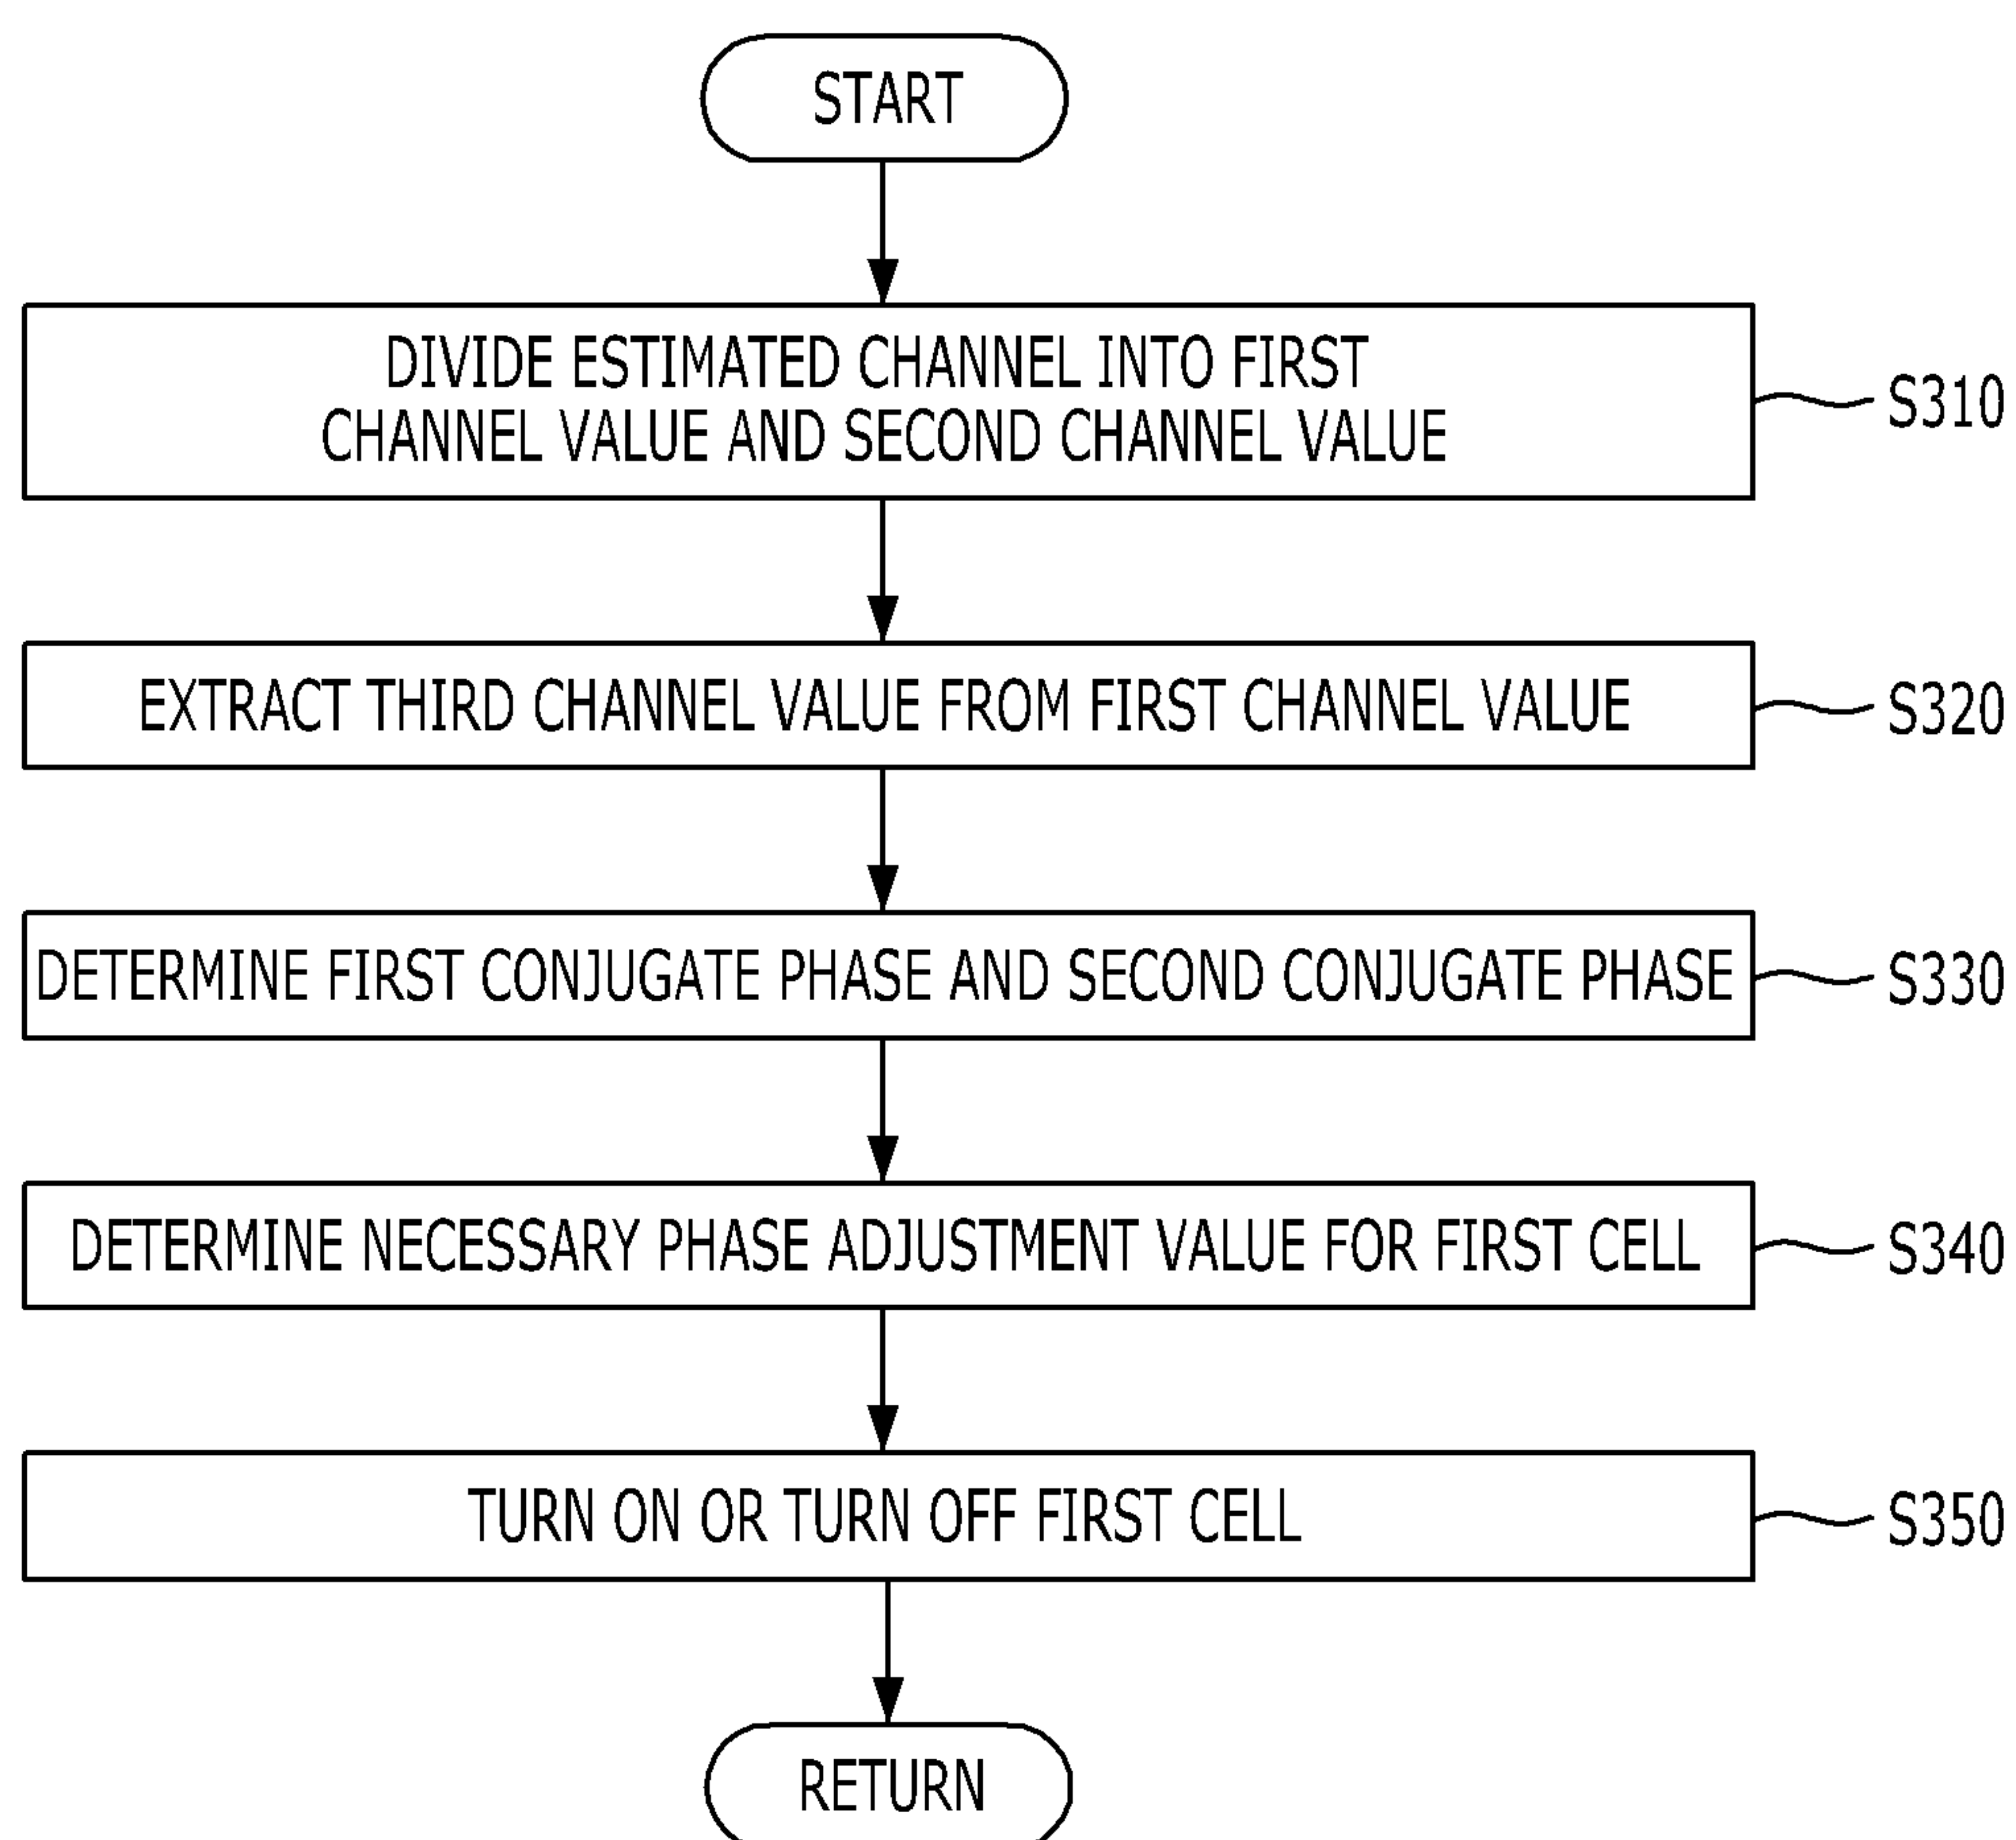 START
DIVIDE ESTIMATED CHANNEL INTO FIRST
CHANNEL VALUE AND SECOND CHANNEL VALUE
S310
EXTRACT THIRD CHANNEL VALUE FROM FIRST CHANNEL VALUE
S320
DETERMINE FIRST CONJUGATE PHASE AND SECOND CONJUGATE PHASE
S330
DETERMINE NECESSARY PHASE ADJUSTMENT VALUE FOR FIRST CELL
S340
TURN ON OR TURN OFF FIRST CELL
S350
RETURN